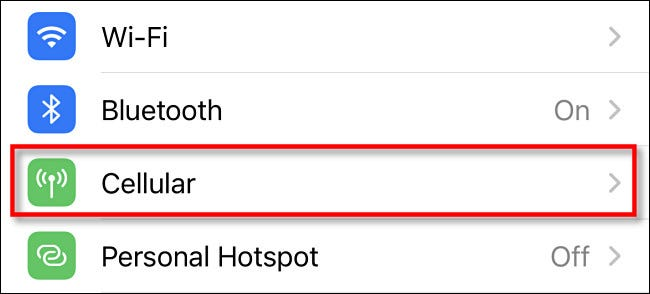 Wi-Fi
Bluetooth On
Cellular
Personal Hotspot Off